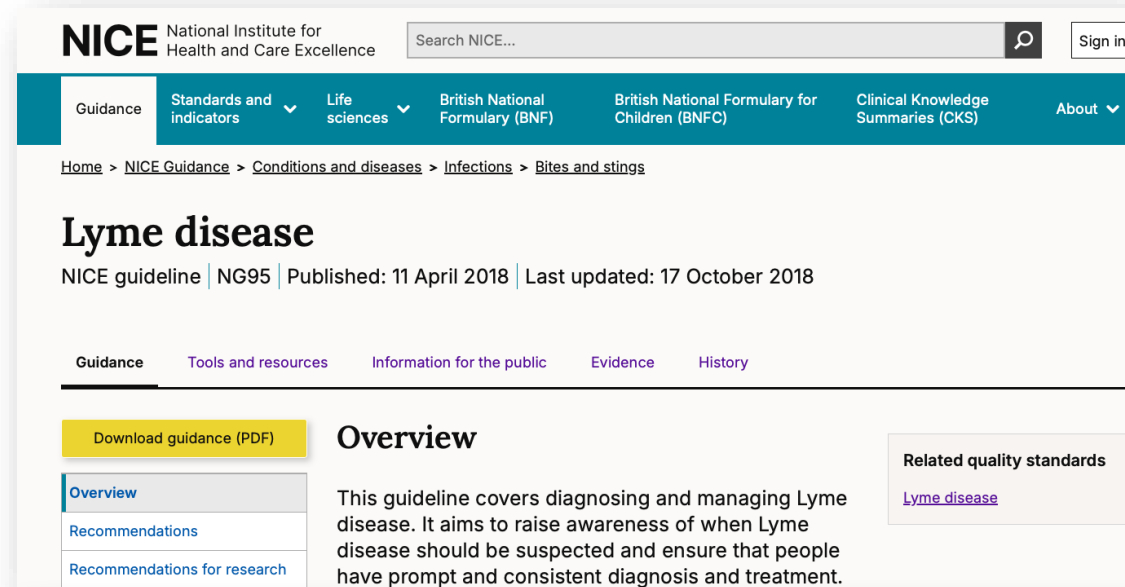 NICE National Institute for
Health and Care Excellence
Search NICE...
Sign in
Guidance
Standards and
indicators
Life
sciences
British National
Formulary (BNF)
British National Formulary for
Children (BNFC)
Clinical Knowledge
Summaries (CKS)
About
Home > NICE Guidance > Conditions and diseases > Infections > Bites and stings
Lyme disease
NICE guideline | NG95 | Published: 11 April 2018 | Last updated: 17 October 2018
Guidance Tools and resources Information for the public Evidence History
Download guidance (PDF)
Overview
Recommendations
Recommendations for research
Overview
This guideline covers diagnosing and managing Lyme
disease. It aims to raise awareness of when Lyme
disease should be suspected and ensure that people
have prompt and consistent diagnosis and treatment.
Related quality standards
Lyme disease